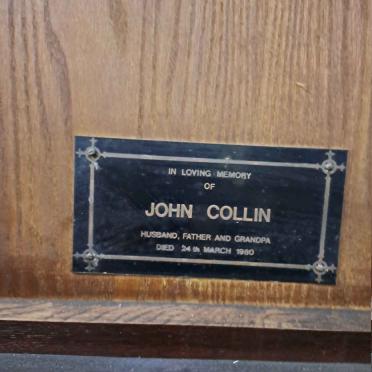 IN LOVING MEMORY
OF
JOHN COLLIN
HUSBAND, FATHER AND GRANDPA
DIED 24th MARCH 1980